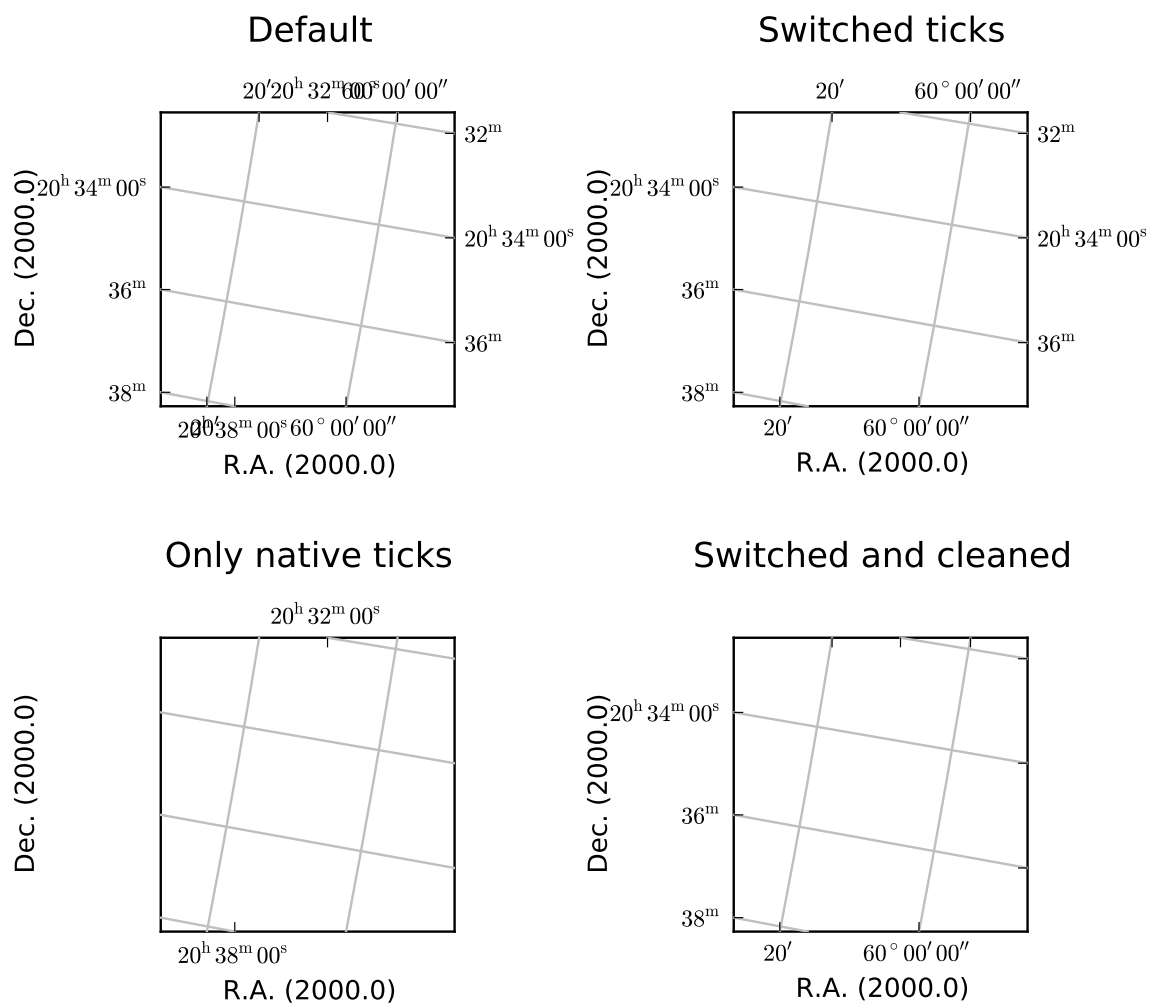 Default
20′ 20ʰ 32ᵐ 00ˢ 60° 00′ 00″
32ᵐ
20ʰ 34ᵐ 00ˢ
20ʰ 34ᵐ 00ˢ
36ᵐ
36ᵐ
38ᵐ
20ʰ 38ᵐ 00ˢ 20′ 60° 00′ 00″
R.A. (2000.0)
Dec. (2000.0)
Switched ticks
20′ 60° 00′ 00″
32ᵐ
20ʰ 34ᵐ 00ˢ
20ʰ 34ᵐ 00ˢ
36ᵐ
36ᵐ
38ᵐ
20′ 60° 00′ 00″
R.A. (2000.0)
Dec. (2000.0)
Only native ticks
20ʰ 32ᵐ 00ˢ
20ʰ 38ᵐ 00ˢ
R.A. (2000.0)
Dec. (2000.0)
Switched and cleaned
20ʰ 34ᵐ 00ˢ
36ᵐ
38ᵐ
20′ 60° 00′ 00″
R.A. (2000.0)
Dec. (2000.0)